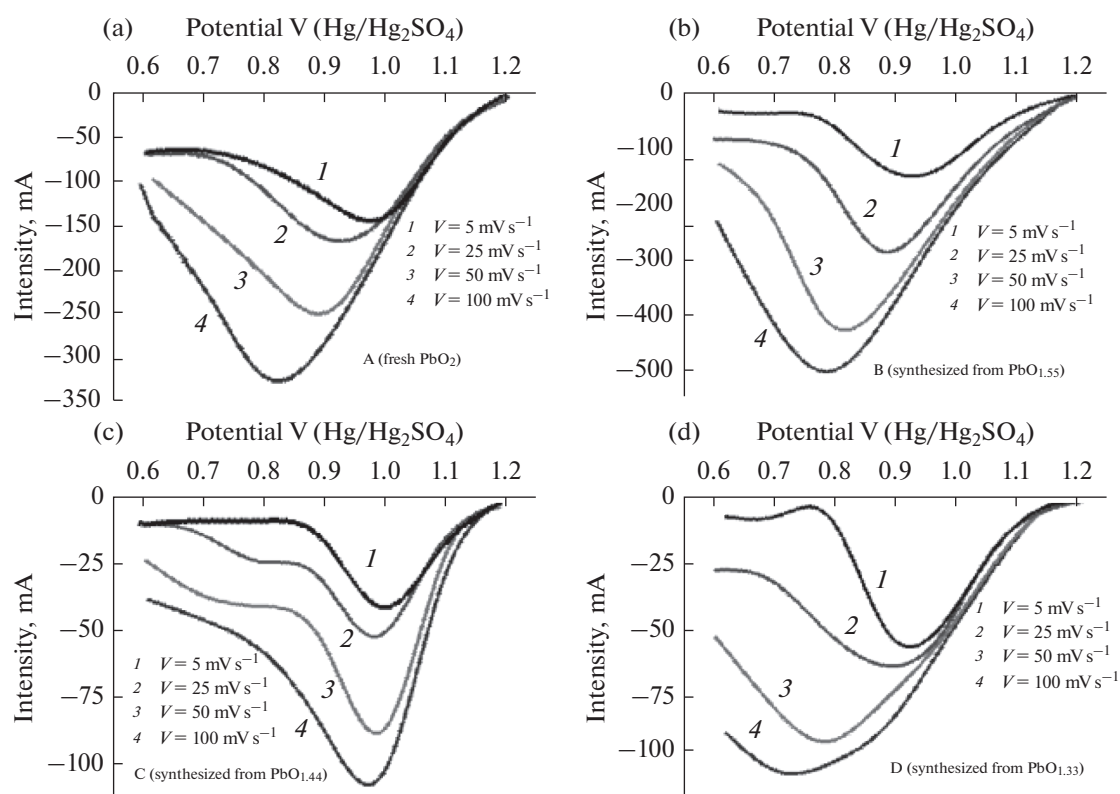 (a) Potential V (Hg/Hg₂SO₄)
0.6 0.7 0.8 0.9 1.0 1.1 1.2
0
−50
−100
−150
−200
−250
−300
−350
Intensity, mA
1
2
3
4
1 V = 5 mV s⁻¹
2 V = 25 mV s⁻¹
3 V = 50 mV s⁻¹
4 V = 100 mV s⁻¹
A (fresh PbO₂)
(b) Potential V (Hg/Hg₂SO₄)
0.6 0.7 0.8 0.9 1.0 1.1 1.2
0
−100
−200
−300
−400
−500
Intensity, mA
1
2
3
4
1 V = 5 mV s⁻¹
2 V = 25 mV s⁻¹
3 V = 50 mV s⁻¹
4 V = 100 mV s⁻¹
B (synthesized from PbO₁.₅₅)
(c) Potential V (Hg/Hg₂SO₄)
0.6 0.7 0.8 0.9 1.0 1.1 1.2
0
−25
−50
−75
−100
Intensity, mA
1
2
3
4
1 V = 5 mV s⁻¹
2 V = 25 mV s⁻¹
3 V = 50 mV s⁻¹
4 V = 100 mV s⁻¹
C (synthesized from PbO₁.₄₄)
(d) Potential V (Hg/Hg₂SO₄)
0.6 0.7 0.8 0.9 1.0 1.1 1.2
0
−25
−50
−75
−100
Intensity, mA
1
2
3
4
1 V = 5 mV s⁻¹
2 V = 25 mV s⁻¹
3 V = 50 mV s⁻¹
4 V = 100 mV s⁻¹
D (synthesized from PbO₁.₃₃)